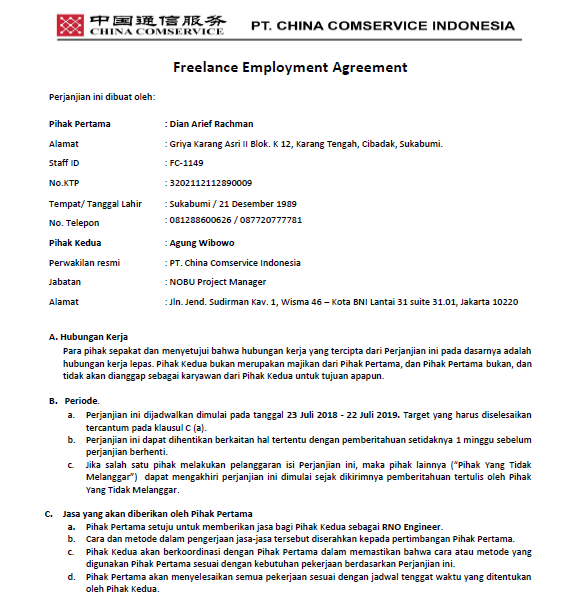 中国通信服务
CHINA COMSERVICE
PT. CHINA COMSERVICE INDONESIA
Freelance Employment Agreement
Perjanjian ini dibuat oleh:
Pihak Pertama : Dian Arief Rachman
Alamat : Griya Karang Asri II Blok. K 12, Karang Tengah, Cibadak, Sukabumi.
Staff ID : FC-1149
No.KTP : 3202112112890009
Tempat/ Tanggal Lahir : Sukabumi / 21 Desember 1989
No. Telepon : 081288600626 / 087720777781
Pihak Kedua : Agung Wibowo
Perwakilan resmi : PT. China Comservice Indonesia
Jabatan : NOBU Project Manager
Alamat : Jln. Jend. Sudirman Kav. 1, Wisma 46 – Kota BNI Lantai 31 suite 31.01, Jakarta 10220
A. Hubungan Kerja
Para pihak sepakat dan menyetujui bahwa hubungan kerja yang tercipta dari Perjanjian ini pada dasarnya adalah
hubungan kerja lepas. Pihak Kedua bukan merupakan majikan dari Pihak Pertama, dan Pihak Pertama bukan, dan
tidak akan dianggap sebagai karyawan dari Pihak Kedua untuk tujuan apapun.
B. Periode.
a. Perjanjian ini dijadwalkan dimulai pada tanggal 23 Juli 2018 - 22 Juli 2019. Target yang harus diselesaikan
tercantum pada klausul C (a).
b. Perjanjian ini dapat dihentikan berkaitan hal tertentu dengan pemberitahuan setidaknya 1 minggu sebelum
perjanjian berhenti.
c. Jika salah satu pihak melakukan pelanggaran isi Perjanjian ini, maka pihak lainnya (“Pihak Yang Tidak
Melanggar”) dapat mengakhiri perjanjian ini dimulai sejak dikirimnya pemberitahuan tertulis oleh Pihak
Yang Tidak Melanggar.
C. Jasa yang akan diberikan oleh Pihak Pertama
a. Pihak Pertama setuju untuk memberikan jasa bagi Pihak Kedua sebagai RNO Engineer.
b. Cara dan metode dalam pengerjaan jasa-jasa tersebut diserahkan kepada pertimbangan Pihak Pertama.
c. Pihak Kedua akan berkoordinasi dengan Pihak Pertama dalam memastikan bahwa cara atau metode yang
digunakan Pihak Pertama sesuai dengan kebutuhan pekerjaan berdasarkan Perjanjian ini.
d. Pihak Pertama akan menyelesaikan semua pekerjaan sesuai dengan jadwal tenggat waktu yang ditentukan
oleh Pihak Kedua.